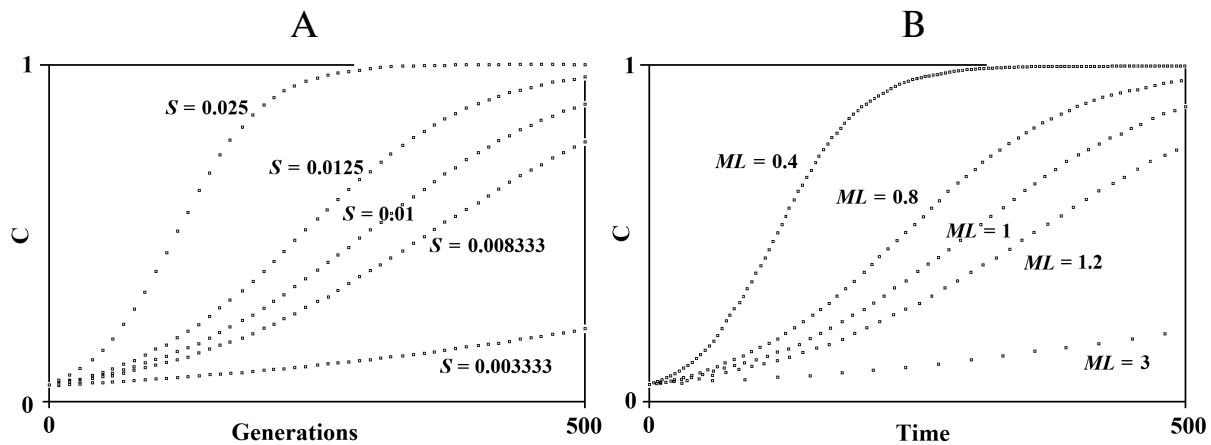 A
1
S = 0.025
S = 0.0125
S = 0.01
S = 0.008333
S = 0.003333
C
0
0
Generations
500
B
1
ML = 0.4
ML = 0.8
ML = 1
ML = 1.2
ML = 3
C
0
0
Time
500